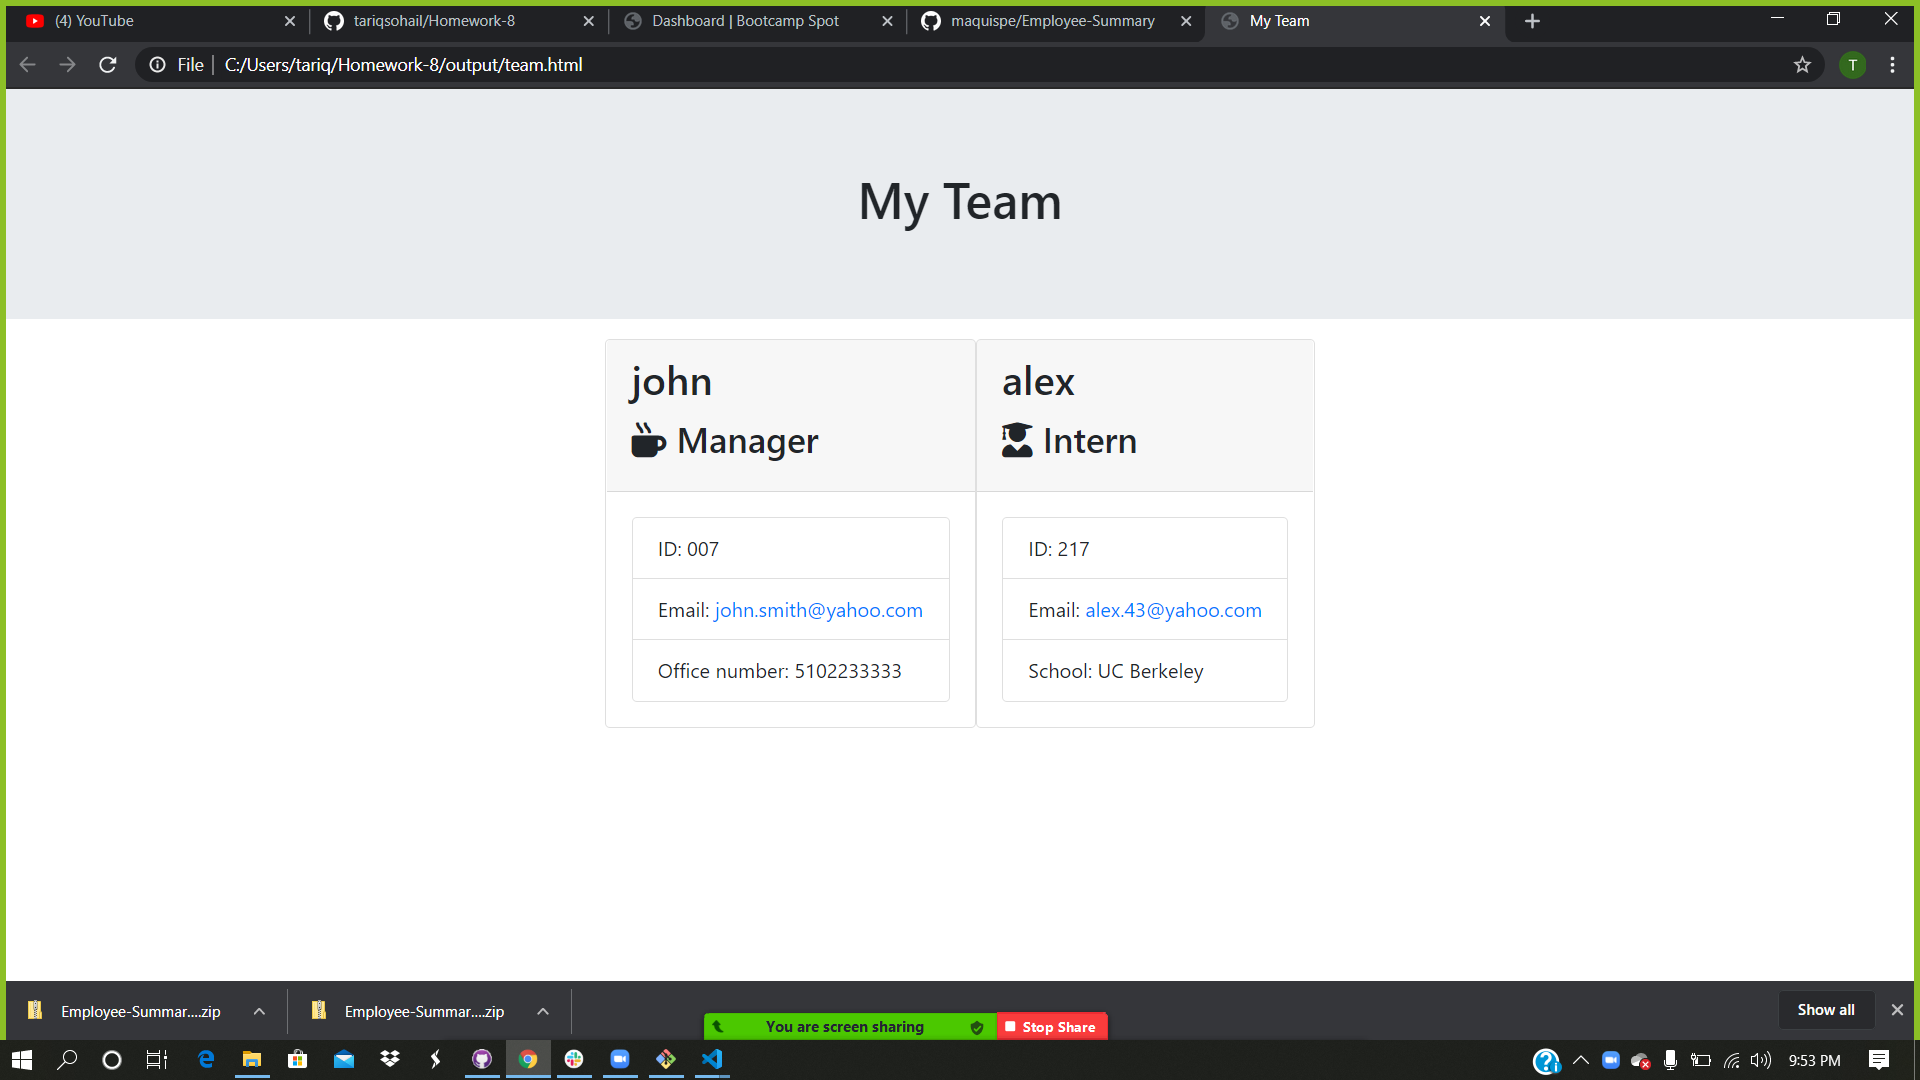 (4) YouTube
tariqsohail/Homework-8
Dashboard | Bootcamp Spot
maquispe/Employee-Summary
My Team
File | C:/Users/tariq/Homework-8/output/team.html
T
My Team
john
Manager
ID: 007
Email: john.smith@yahoo.com
Office number: 5102233333
alex
Intern
ID: 217
Email: alex.43@yahoo.com
School: UC Berkeley
Employee-Summar....zip
Employee-Summar....zip
Show all
You are screen sharing
Stop Share
9:53 PM